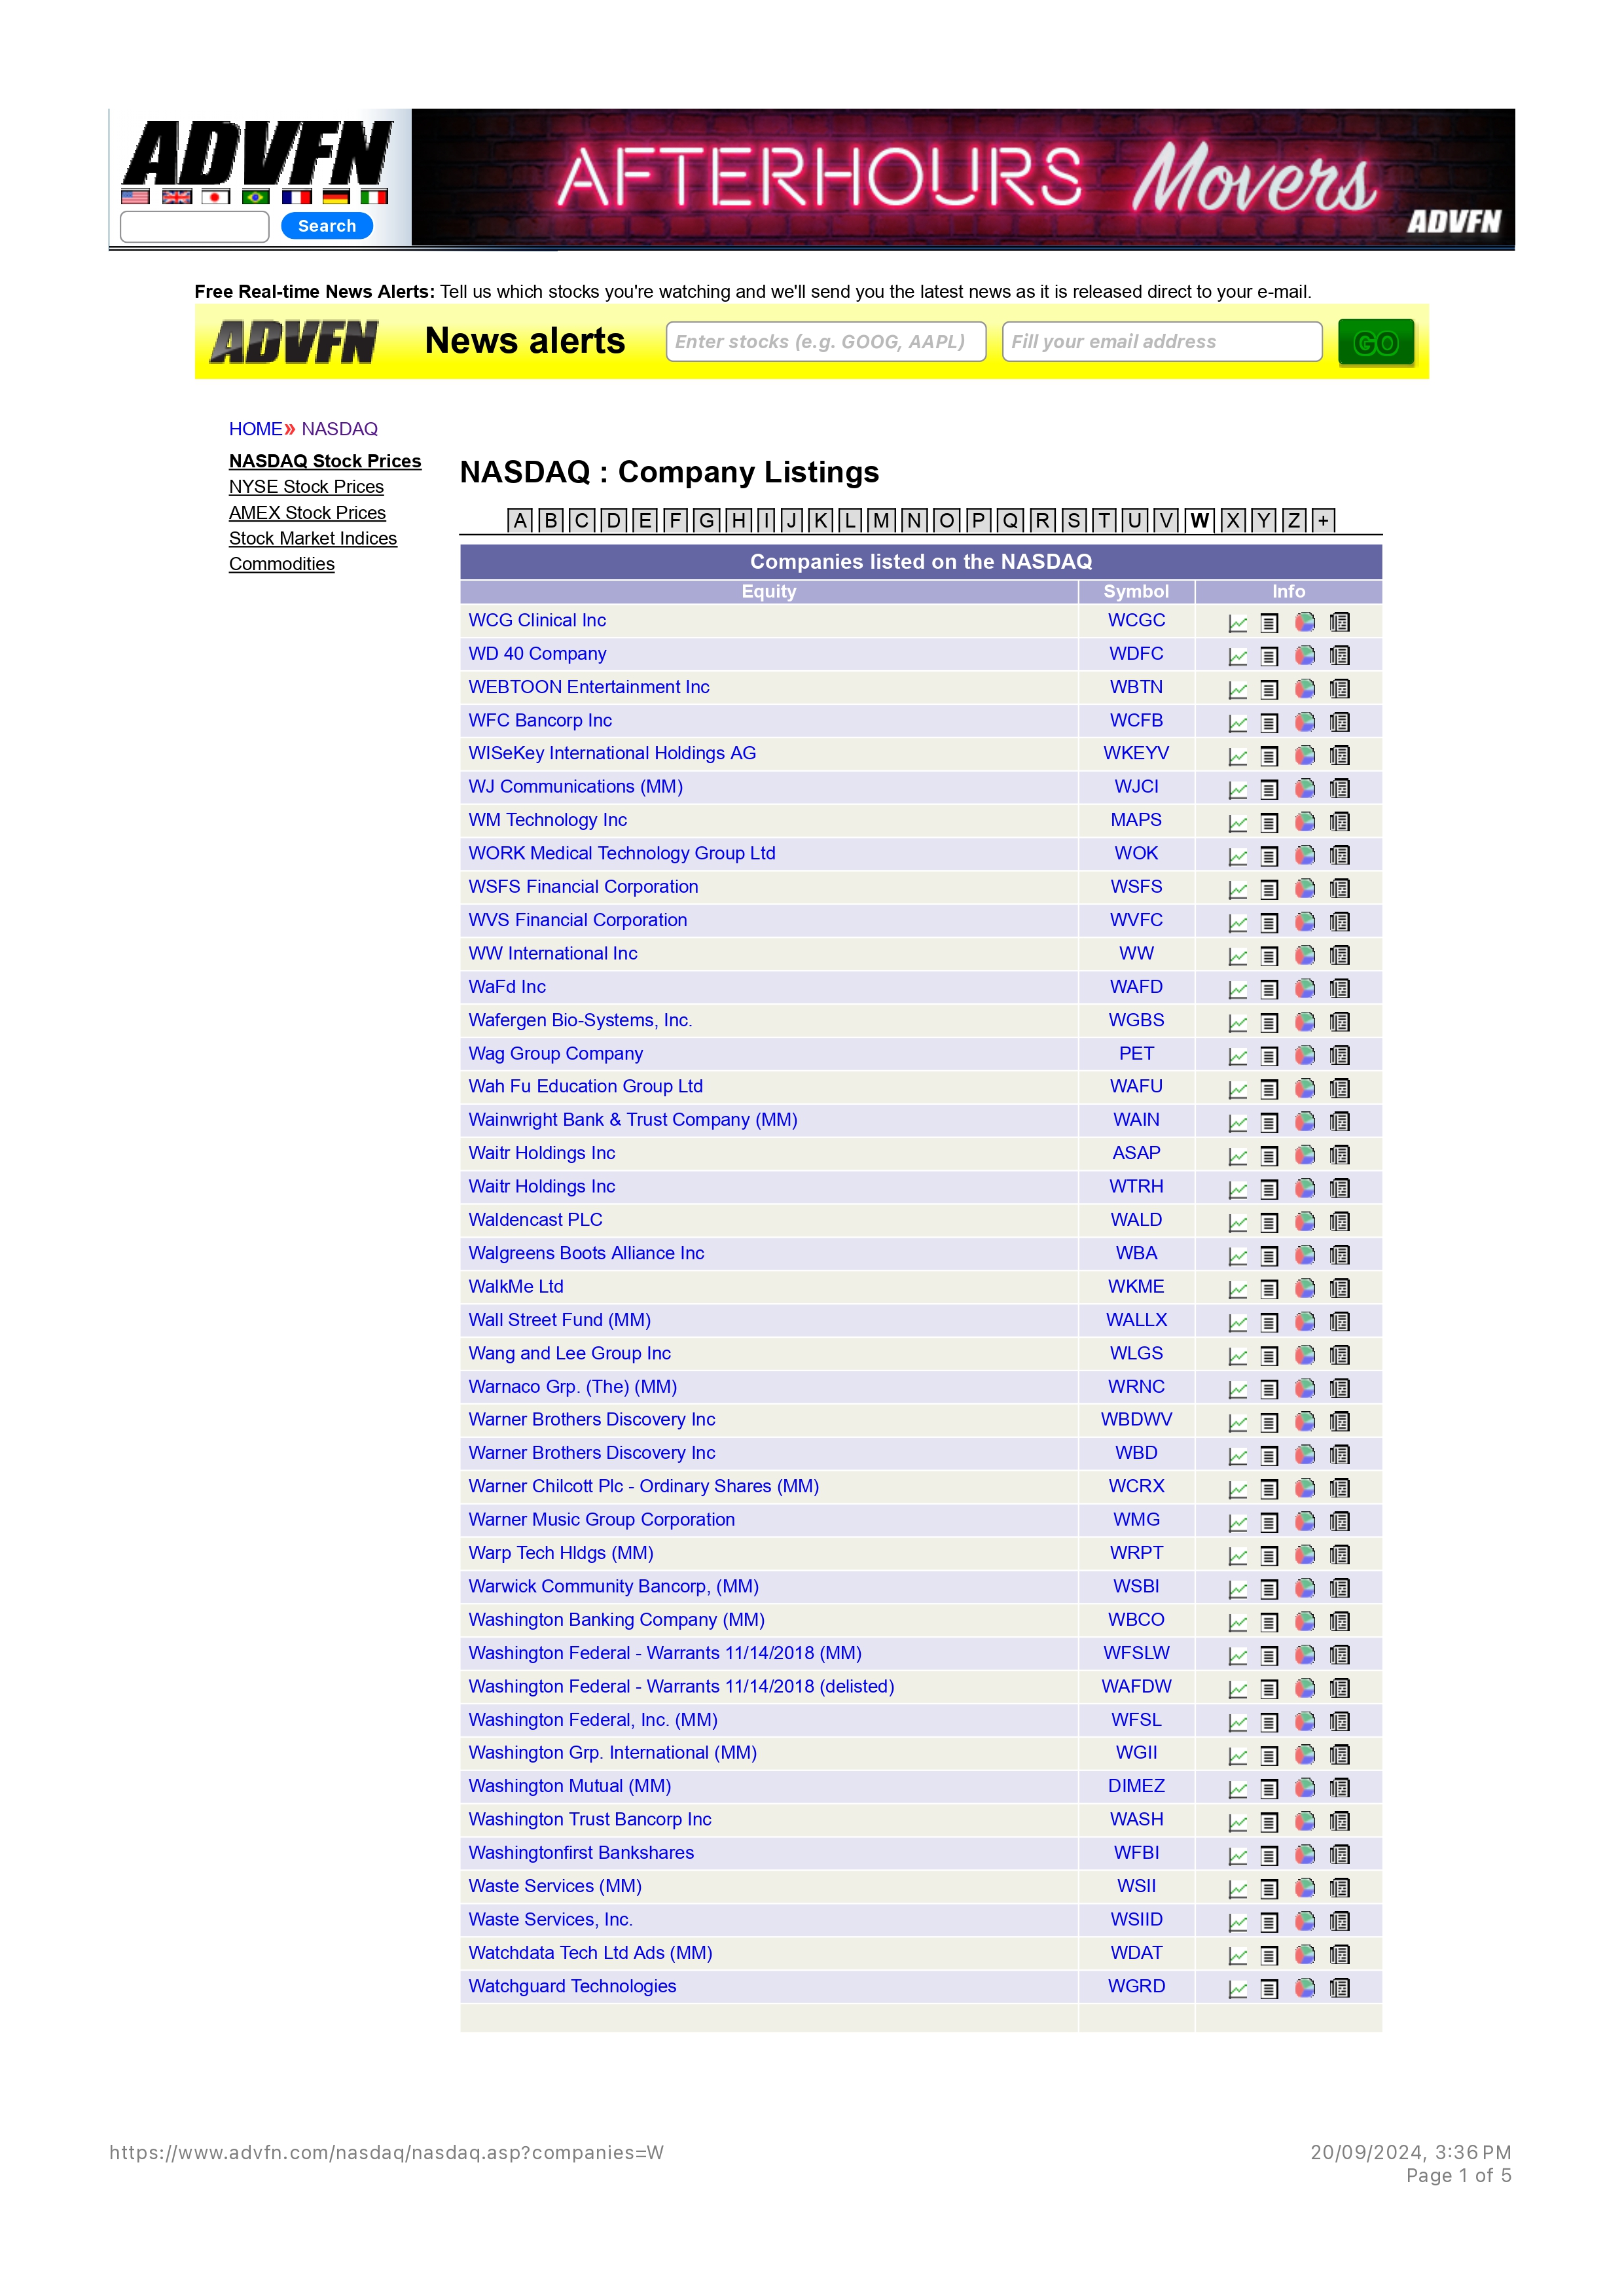 ADVFN
Search
AFTERHOURS Movers
ADVFN
Free Real-time News Alerts: Tell us which stocks you're watching and we'll send you the latest news as it is released direct to your e-mail.
ADVFN News alerts Enter stocks (e.g. GOOG, AAPL) Fill your email address GO
HOME» NASDAQ
NASDAQ Stock Prices
NYSE Stock Prices
AMEX Stock Prices
Stock Market Indices
Commodities
NASDAQ : Company Listings
A B C D E F G H I J K L M N O P Q R S T U V W X Y Z +
Companies listed on the NASDAQ
Equity Symbol Info
WCG Clinical Inc WCGC
WD 40 Company WDFC
WEBTOON Entertainment Inc WBTN
WFC Bancorp Inc WCFB
WISeKey International Holdings AG WKEYV
WJ Communications (MM) WJCI
WM Technology Inc MAPS
WORK Medical Technology Group Ltd WOK
WSFS Financial Corporation WSFS
WVS Financial Corporation WVFC
WW International Inc WW
WaFd Inc WAFD
Wafergen Bio-Systems, Inc. WGBS
Wag Group Company PET
Wah Fu Education Group Ltd WAFU
Wainwright Bank & Trust Company (MM) WAIN
Waitr Holdings Inc ASAP
Waitr Holdings Inc WTRH
Waldencast PLC WALD
Walgreens Boots Alliance Inc WBA
WalkMe Ltd WKME
Wall Street Fund (MM) WALLX
Wang and Lee Group Inc WLGS
Warnaco Grp. (The) (MM) WRNC
Warner Brothers Discovery Inc WBDWV
Warner Brothers Discovery Inc WBD
Warner Chilcott Plc - Ordinary Shares (MM) WCRX
Warner Music Group Corporation WMG
Warp Tech Hldgs (MM) WRPT
Warwick Community Bancorp, (MM) WSBI
Washington Banking Company (MM) WBCO
Washington Federal - Warrants 11/14/2018 (MM) WFSLW
Washington Federal - Warrants 11/14/2018 (delisted) WAFDW
Washington Federal, Inc. (MM) WFSL
Washington Grp. International (MM) WGII
Washington Mutual (MM) DIMEZ
Washington Trust Bancorp Inc WASH
Washingtonfirst Bankshares WFBI
Waste Services (MM) WSII
Waste Services, Inc. WSIID
Watchdata Tech Ltd Ads (MM) WDAT
Watchguard Technologies WGRD
https://www.advfn.com/nasdaq/nasdaq.asp?companies=W 20/09/2024, 3:36 PM
Page 1 of 5